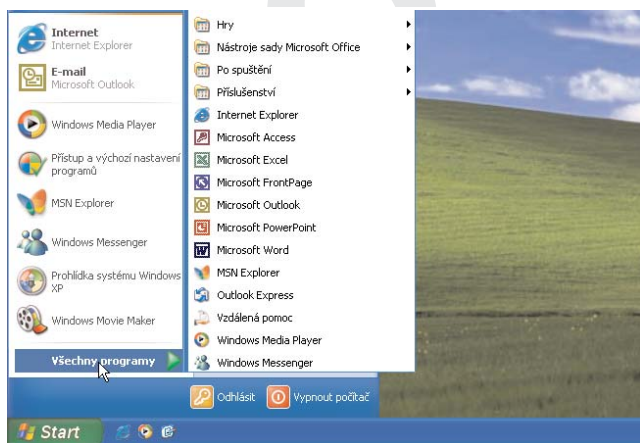 Internet
Internet Explorer
E-mail
Microsoft Outlook
Windows Media Player
Přístup a výchozí nastavení
programů
MSN Explorer
Windows Messenger
Prohlídka systému Windows
XP
Windows Movie Maker
Všechny programy
Hry
Nástroje sady Microsoft Office
Po spuštění
Příslušenství
Internet Explorer
Microsoft Access
Microsoft Excel
Microsoft FrontPage
Microsoft Outlook
Microsoft PowerPoint
Microsoft Word
MSN Explorer
Outlook Express
Vzdálená pomoc
Windows Media Player
Windows Messenger
Odhlásit
Vypnout počítač
Start